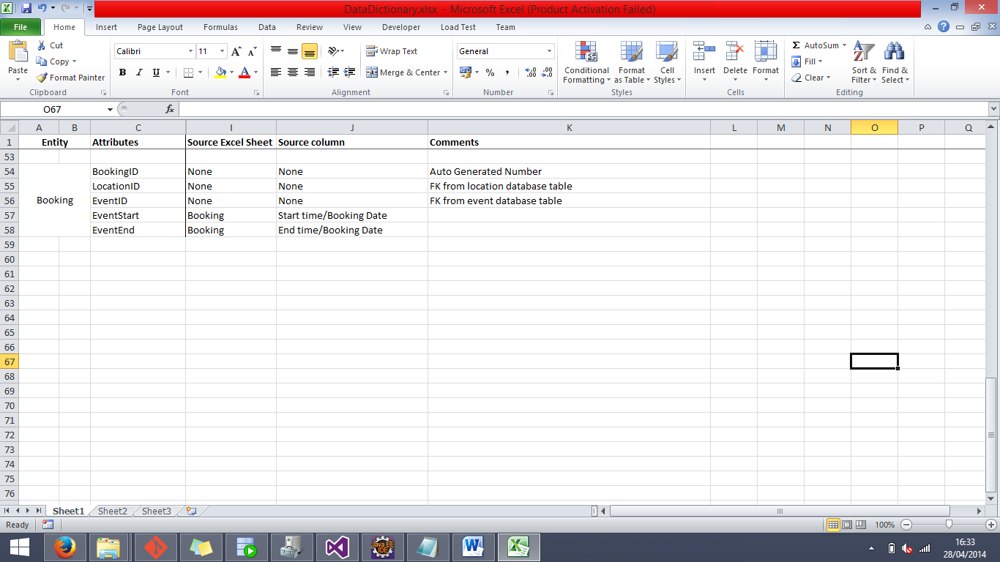 DataDictionary.xlsx - Microsoft Excel (Product Activation Failed)
File Home Insert Page Layout Formulas Data Review View Developer Load Test Team
Paste Cut Copy Format Painter Clipboard
Calibri 11 B I U A A A Font
Wrap Text Merge & Center Alignment
General % , Number
Conditional Formatting Format as Table Cell Styles Styles
Insert Delete Format Cells
Σ AutoSum Fill Clear Sort & Filter Find & Select Editing
O67 fx
A B C I J K L M N O P Q
1 Entity Attributes Source Excel Sheet Source column Comments
53
54 BookingID None None Auto Generated Number
55 LocationID None None FK from location database table
56 Booking EventID None None FK from event database table
57 EventStart Booking Start time/Booking Date
58 EventEnd Booking End time/Booking Date
59
60
61
62
63
64
65
66
67
68
69
70
71
72
73
74
75
76
Sheet1 Sheet2 Sheet3
Ready 100%
Java EE IDE
16:33
28/04/2014